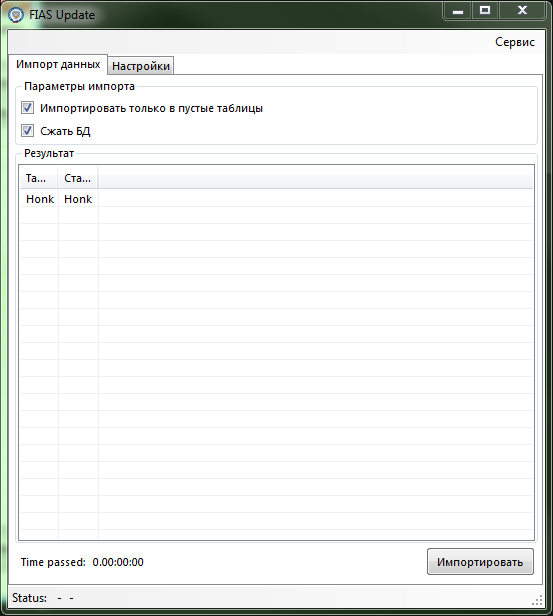 FIAS Update
Сервис
Импорт данных Настройки
Параметры импорта
Импортировать только в пустые таблицы
Сжать БД
Результат
Та... Ста...
Honk Honk
Time passed: 0.00:00:00 Импортировать
Status: - -